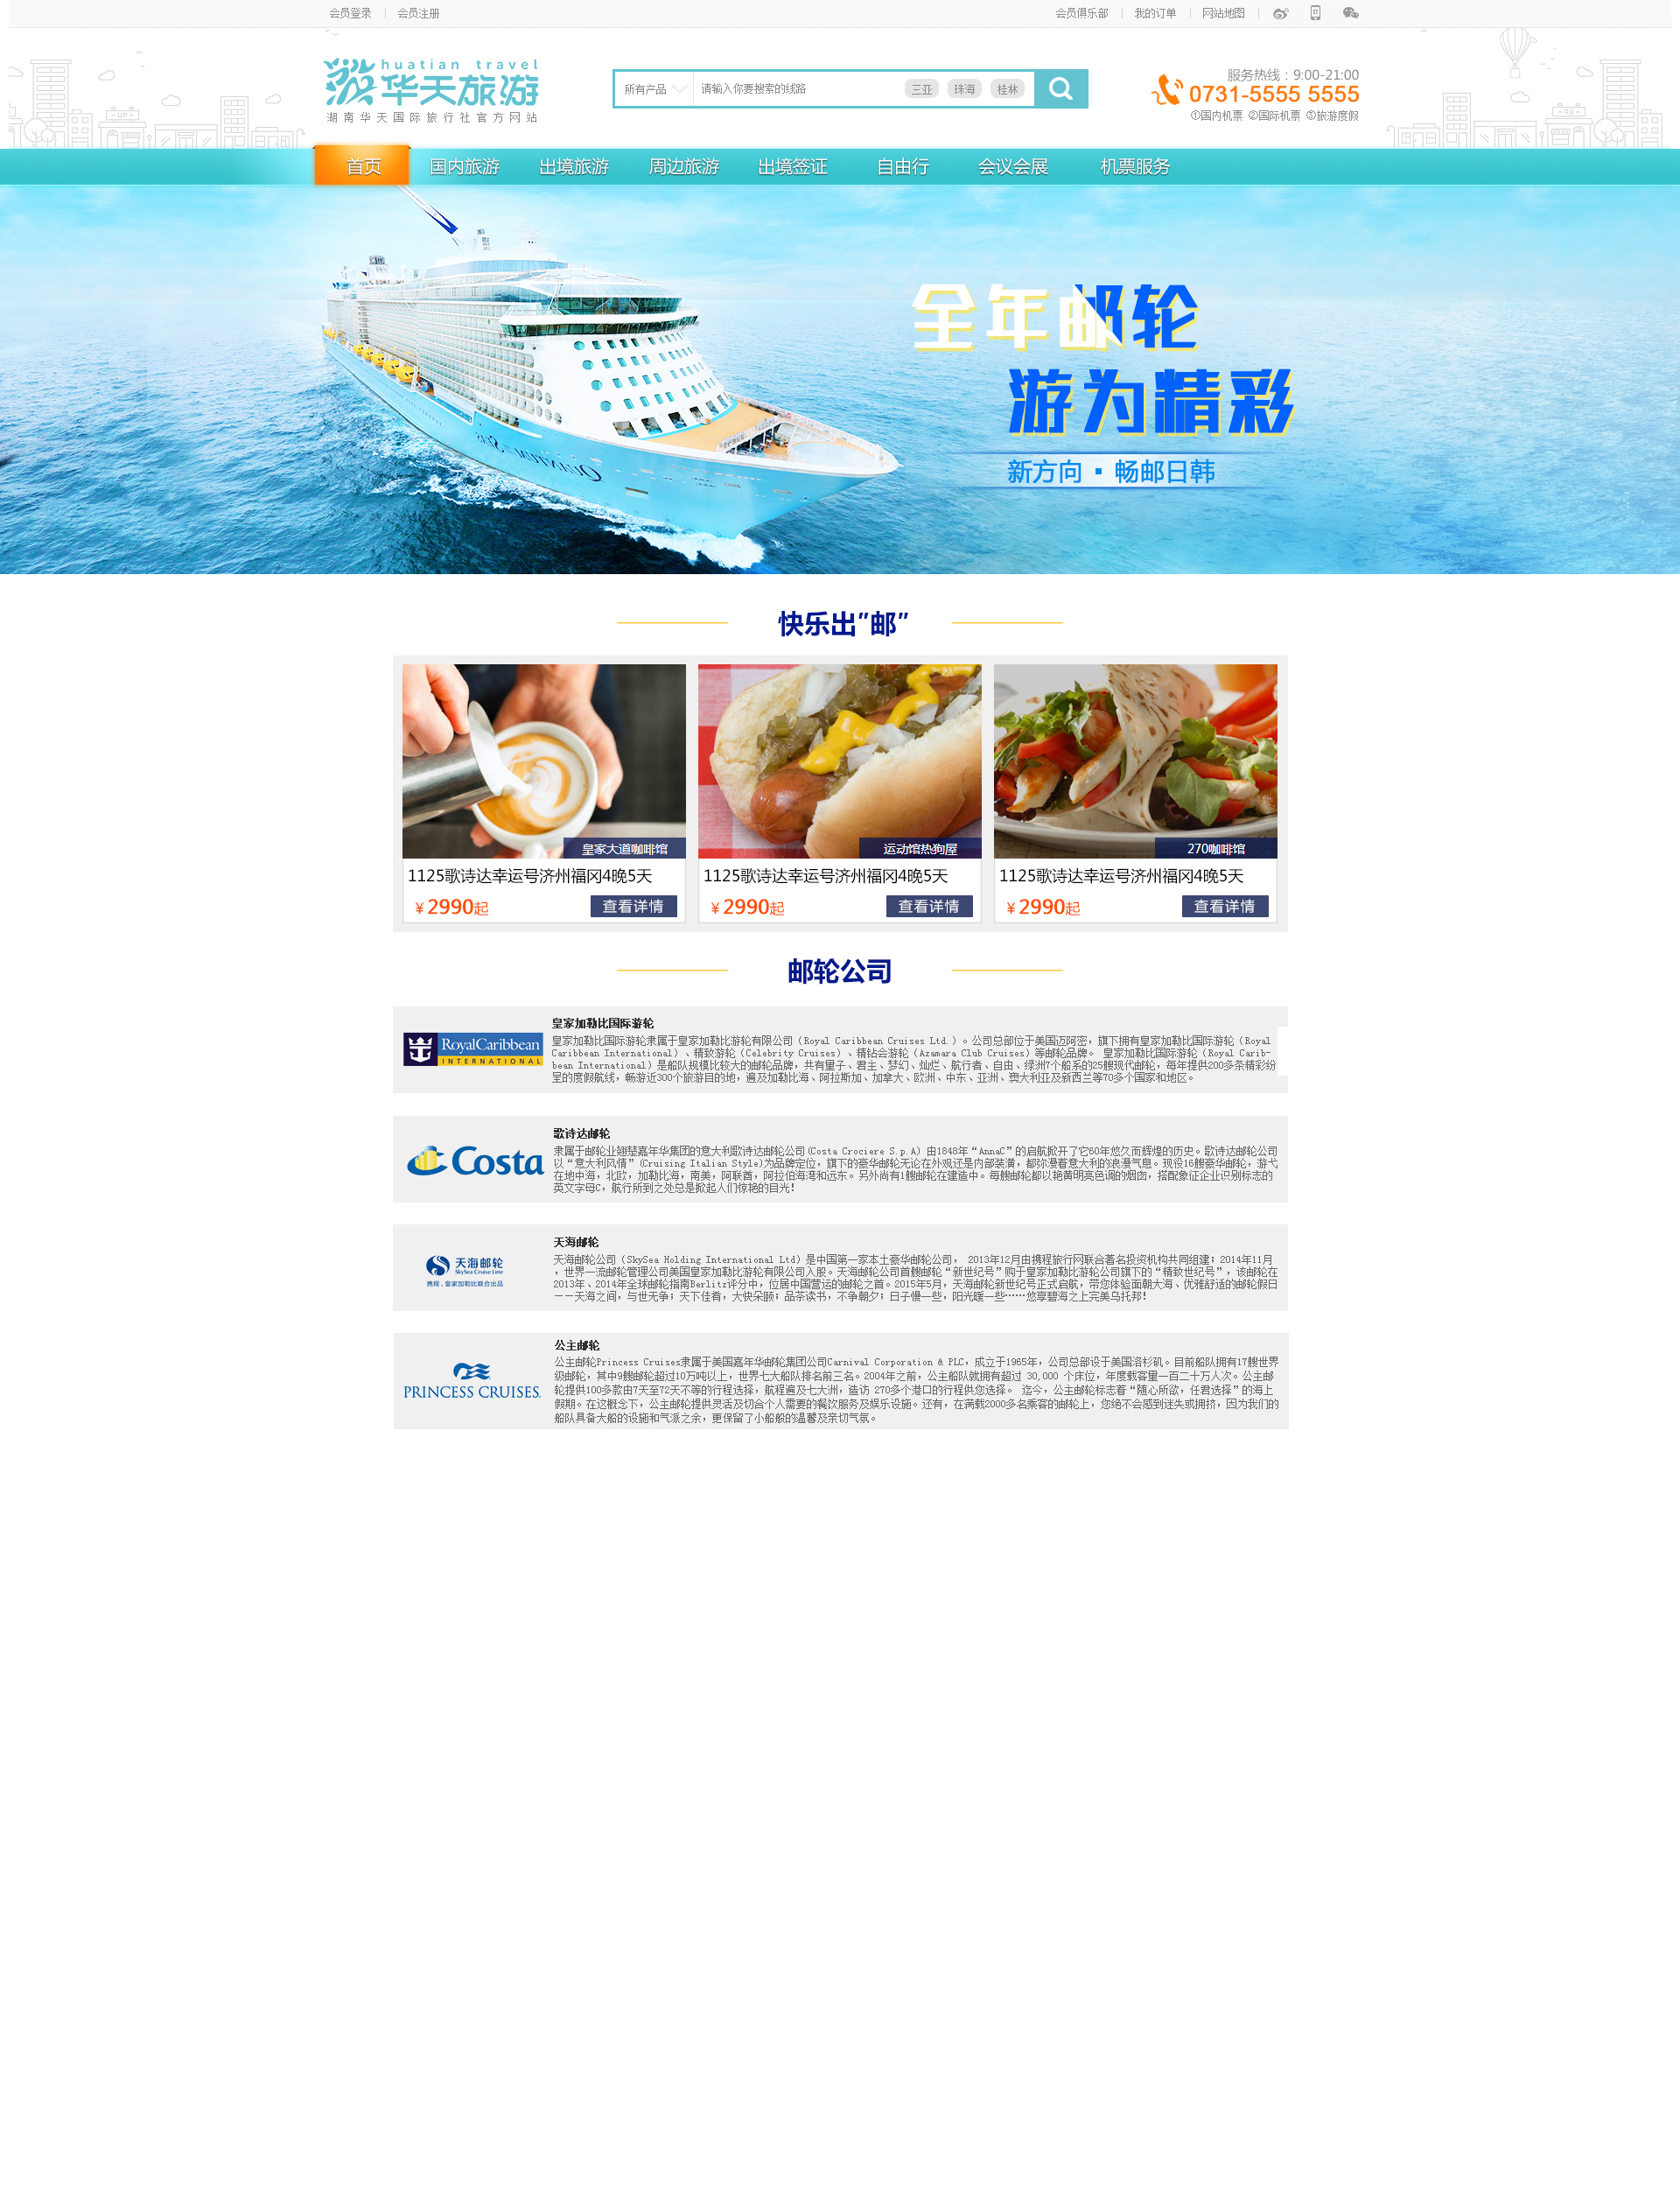 会员登录 会员注册 会员俱乐部 我的订单 网站地图
huatian travel
游华天旅游
湖南华天国际旅行社官方网站
所有产品 请输入你要搜索的线路 三亚 珠海 桂林
服务热线：9:00-21:00
0731-5555 5555
①国内机票 ②国际机票 ③旅游度假
首页 国内旅游 出境旅游 周边旅游 出境签证 自由行 会议会展 机票服务
全年邮轮
游为精彩
新方向·畅邮日韩
快乐出"邮"
皇家大道咖啡馆 运动馆热狗屋 270咖啡馆
1125歌诗达幸运号济州福冈4晚5天 1125歌诗达幸运号济州福冈4晚5天 1125歌诗达幸运号济州福冈4晚5天
¥2990起 查看详情 ¥2990起 查看详情 ¥2990起 查看详情
邮轮公司
RoyalCaribbean
INTERNATIONAL
皇家加勒比国际游轮
皇家加勒比国际游轮隶属于皇家加勒比游轮有限公司（Royal Caribbean Cruises Ltd.）。公司总部位于美国迈阿密，旗下拥有皇家加勒比国际游轮（Royal
Caribbean International）、精致游轮（Celebrity Cruises）、精钻会游轮（Azamara Club Cruises）等邮轮品牌。 皇家加勒比国际游轮（Royal Carib-
bean International）是船队规模比较大的邮轮品牌，共有量子、君主、梦幻、灿烂、航行者、自由、绿洲7个船系的25艘现代邮轮，每年提供200多条精彩纷
呈的度假航线，畅游近300个旅游目的地，遍及加勒比海、阿拉斯加、加拿大、欧洲、中东、亚洲、澳大利亚及新西兰等70多个国家和地区。
Costa
歌诗达邮轮
隶属于邮轮业翘楚嘉年华集团的意大利歌诗达邮轮公司(Costa Crociere S.p.A) 由1848年“AnnaC”的启航掀开了它60年悠久而辉煌的历史。歌诗达邮轮公司
以“意大利风情”(Cruising Italian Style)为品牌定位，旗下的豪华邮轮无论在外观还是内部装潢，都弥漫着意大利的浪漫气息。现役16艘豪华邮轮，游弋
在地中海，北欧，加勒比海，南美，阿联酋，阿拉伯海湾和远东。另外尚有1艘邮轮在建造中。每艘邮轮都以艳黄明亮色调的烟囱，搭配象征企业识别标志的
英文字母C，航行所到之处总是掀起人们惊艳的目光！
天海邮轮
SkySea Cruise Line
携程、皇家加勒比联合出品
天海邮轮
天海邮轮公司（SkySea Holding International Ltd）是中国第一家本土豪华邮轮公司， 2013年12月由携程旅行网联合著名投资机构共同组建；2014年11月
，世界一流邮轮管理公司美国皇家加勒比游轮有限公司入股。天海邮轮公司首艘邮轮“新世纪号”购于皇家加勒比游轮公司旗下的“精致世纪号”，该邮轮在
2013年、2014年全球邮轮指南Berlitz评分中，位居中国营运的邮轮之首。2015年5月，天海邮轮新世纪号正式启航，带您体验面朝大海、优雅舒适的邮轮假日
——天海之间，与世无争；天下佳肴，大快朵颐；品茶读书，不争朝夕；日子慢一些，阳光暖一些……悠享碧海之上完美乌托邦！
PRINCESS CRUISES.
公主邮轮
公主邮轮Princess Cruises隶属于美国嘉年华邮轮集团公司Carnival Corporation & PLC，成立于1965年，公司总部设于美国洛杉矶。目前船队拥有17艘世界
级邮轮，其中9艘邮轮超过10万吨以上，世界七大船队排名前三名。2004年之前，公主船队就拥有超过 30,000 个床位，年度载客量一百二十万人次。公主邮
轮提供100多款由7天至72天不等的行程选择，航程遍及七大洲，造访 270多个港口的行程供您选择。 迄今，公主邮轮标志着“随心所欲，任君选择”的海上
假期。在这概念下，公主邮轮提供灵活及切合个人需要的餐饮服务及娱乐设施。还有，在满载2000多名乘客的邮轮上，您绝不会感到迷失或拥挤，因为我们的
船队具备大船的设施和气派之余，更保留了小船般的温馨及亲切气氛。